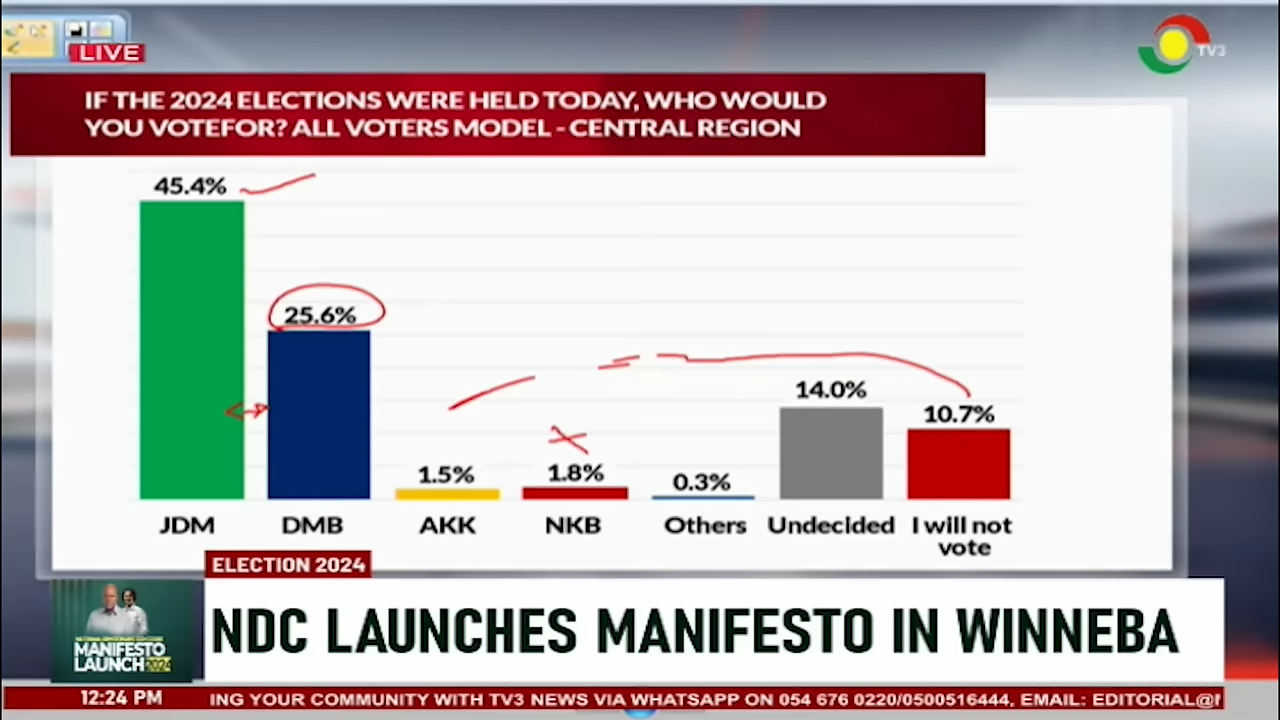 LIVE
TV3
IF THE 2024 ELECTIONS WERE HELD TODAY, WHO WOULD
YOU VOTEFOR? ALL VOTERS MODEL - CENTRAL REGION
45.4%
25.6%
1.5%
1.8%
0.3%
14.0%
10.7%
JDM
DMB
AKK
NKB
Others
Undecided
I will not
vote
ELECTION 2024
NDC LAUNCHES MANIFESTO IN WINNEBA
MANIFESTO
LAUNCH 2024
12:24 PM
ING YOUR COMMUNITY WITH TV3 NEWS VIA WHATSAPP ON 054 676 0220/0500516444, EMAIL: EDITORIAL@